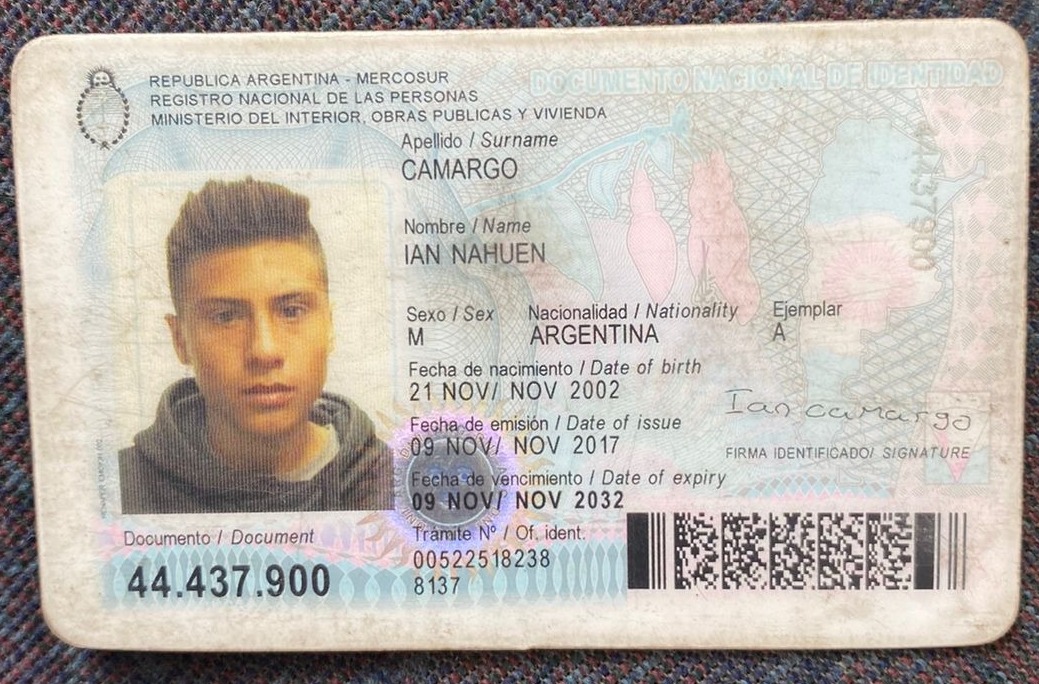 REPUBLICA ARGENTINA - MERCOSUR
REGISTRO NACIONAL DE LAS PERSONAS
MINISTERIO DEL INTERIOR, OBRAS PUBLICAS Y VIVIENDA
DOCUMENTO NACIONAL DE IDENTIDAD
Apellido / Surname
CAMARGO
Nombre / Name
IAN NAHUEN
Sexo / Sex Nacionalidad / Nationality Ejemplar
M ARGENTINA A
Fecha de nacimiento / Date of birth
21 NOV/ NOV 2002
Fecha de emisión / Date of issue
09 NOV/ NOV 2017
Fecha de vencimiento / Date of expiry
09 NOV/ NOV 2032
Ian camargo
FIRMA IDENTIFICADO/ SIGNATURE
Documento / Document
44.437.900
Tramite Nº / Of. ident.
00522518238
8137
44437900